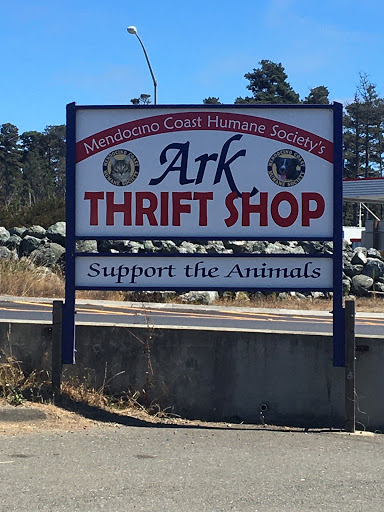 Mendocino Coast Humane Society's
Ark
THRIFT SHOP
Support the Animals